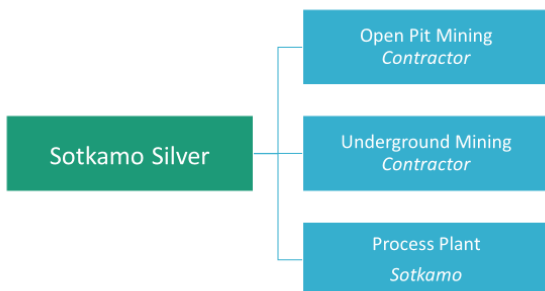 Open Pit Mining
Contractor
Sotkamo Silver
Underground Mining
Contractor
Process Plant
Sotkamo